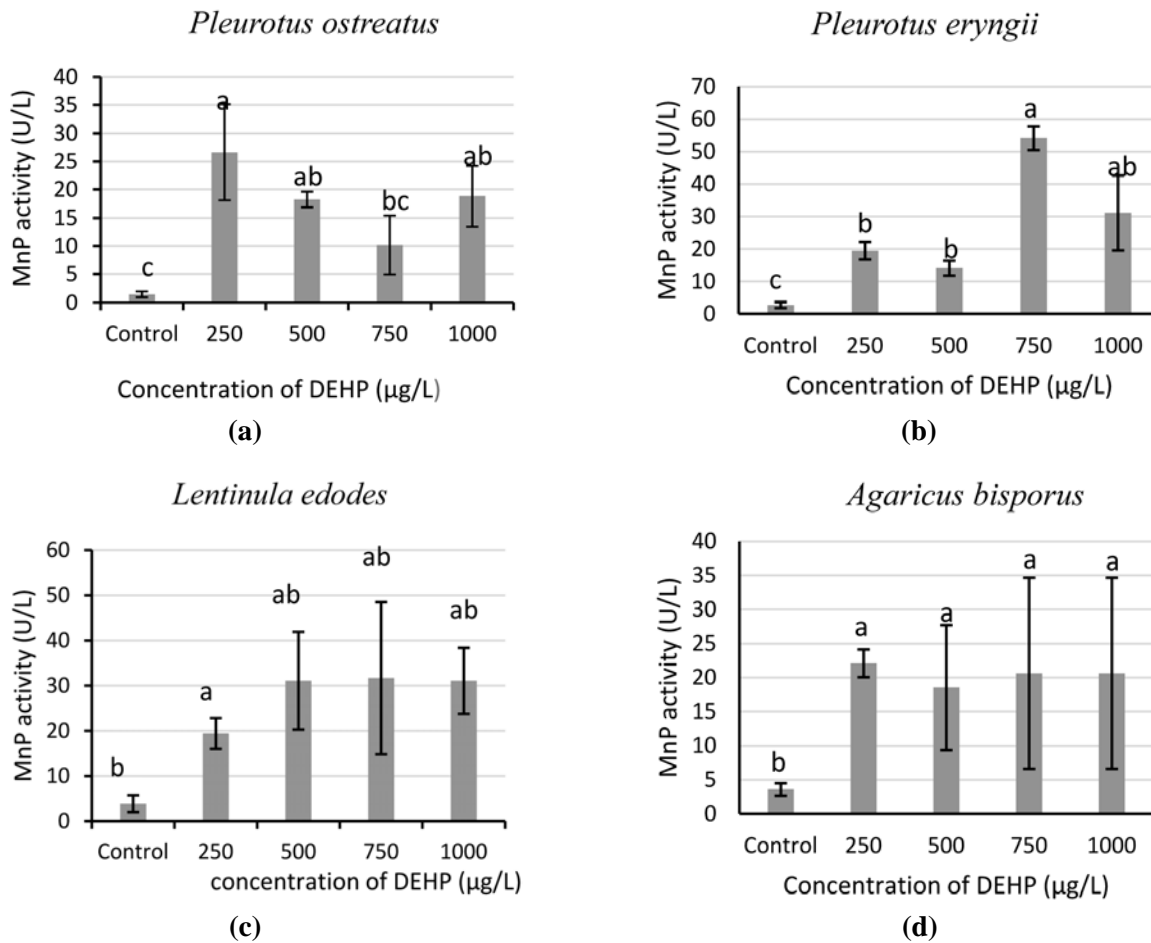 Pleurotus ostreatus
MnP activity (U/L)
40
35
30
25
20
15
10
5
0
a
ab
bc
ab
c
Control 250 500 750 1000
Concentration of DEHP (µg/L)
(a)
Pleurotus eryngii
MnP activity (U/L)
70
60
50
40
30
20
10
0
a
ab
b
b
c
Control 250 500 750 1000
Concentration of DEHP (µg/L)
(b)
Lentinula edodes
MnP activity (U/L)
60
50
40
30
20
10
0
ab
ab
ab
a
b
Control 250 500 750 1000
concentration of DEHP (µg/L)
(c)
Agaricus bisporus
MnP activity (U/L)
40
35
30
25
20
15
10
5
0
a
a
a
a
b
Control 250 500 750 1000
Concentration of DEHP (µg/L)
(d)